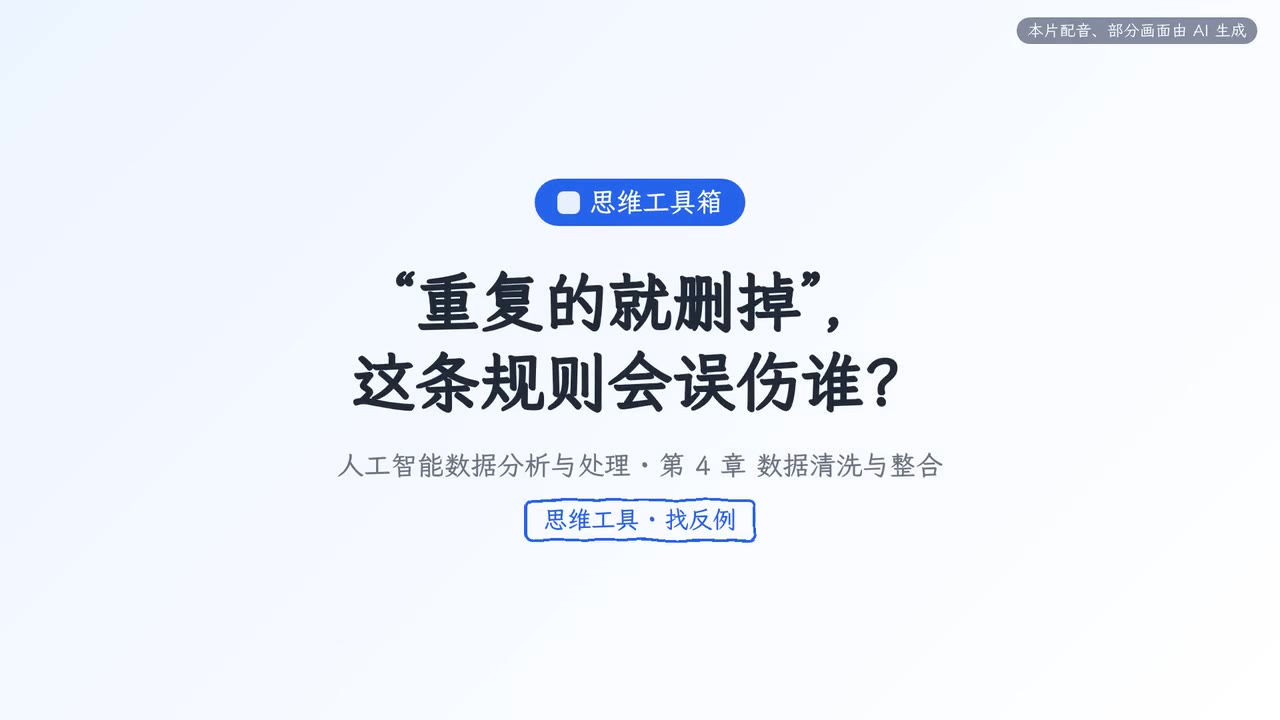 本片配音、部分画面由 AI 生成
思维工具箱
“重复的就删掉”，
这条规则会误伤谁？
人工智能数据分析与处理·第 4 章 数据清洗与整合
思维工具·找反例